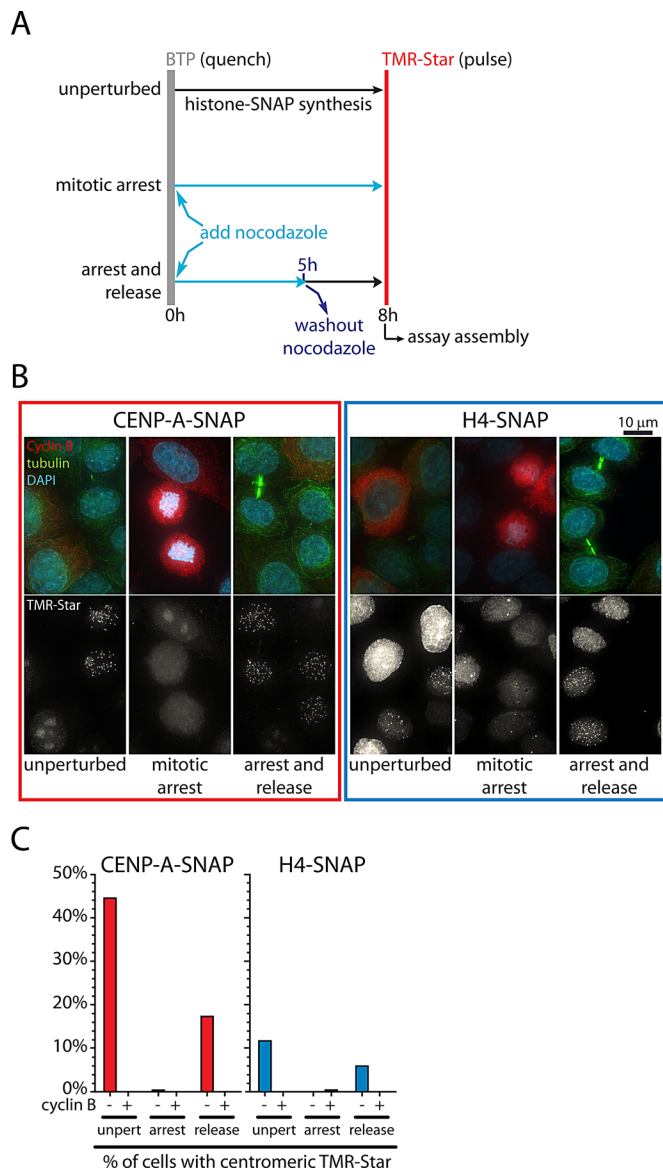 A
BTP (quench)
TMR-Star (pulse)
unperturbed
histone-SNAP synthesis
mitotic arrest
add nocodazole
arrest and
release
5h
washout
nocodazole
0h
8h
assay assembly
B
CENP-A-SNAP
H4-SNAP
10 μm
Cyclin B
tubulin
DAPI
TMR-Star
unperturbed
mitotic
arrest
arrest and
release
unperturbed
mitotic
arrest
arrest and
release
C
CENP-A-SNAP
H4-SNAP
50%
40%
30%
20%
10%
0%
cyclin B - + - + - + - + - + - +
unpert arrest release unpert arrest release
% of cells with centromeric TMR-Star